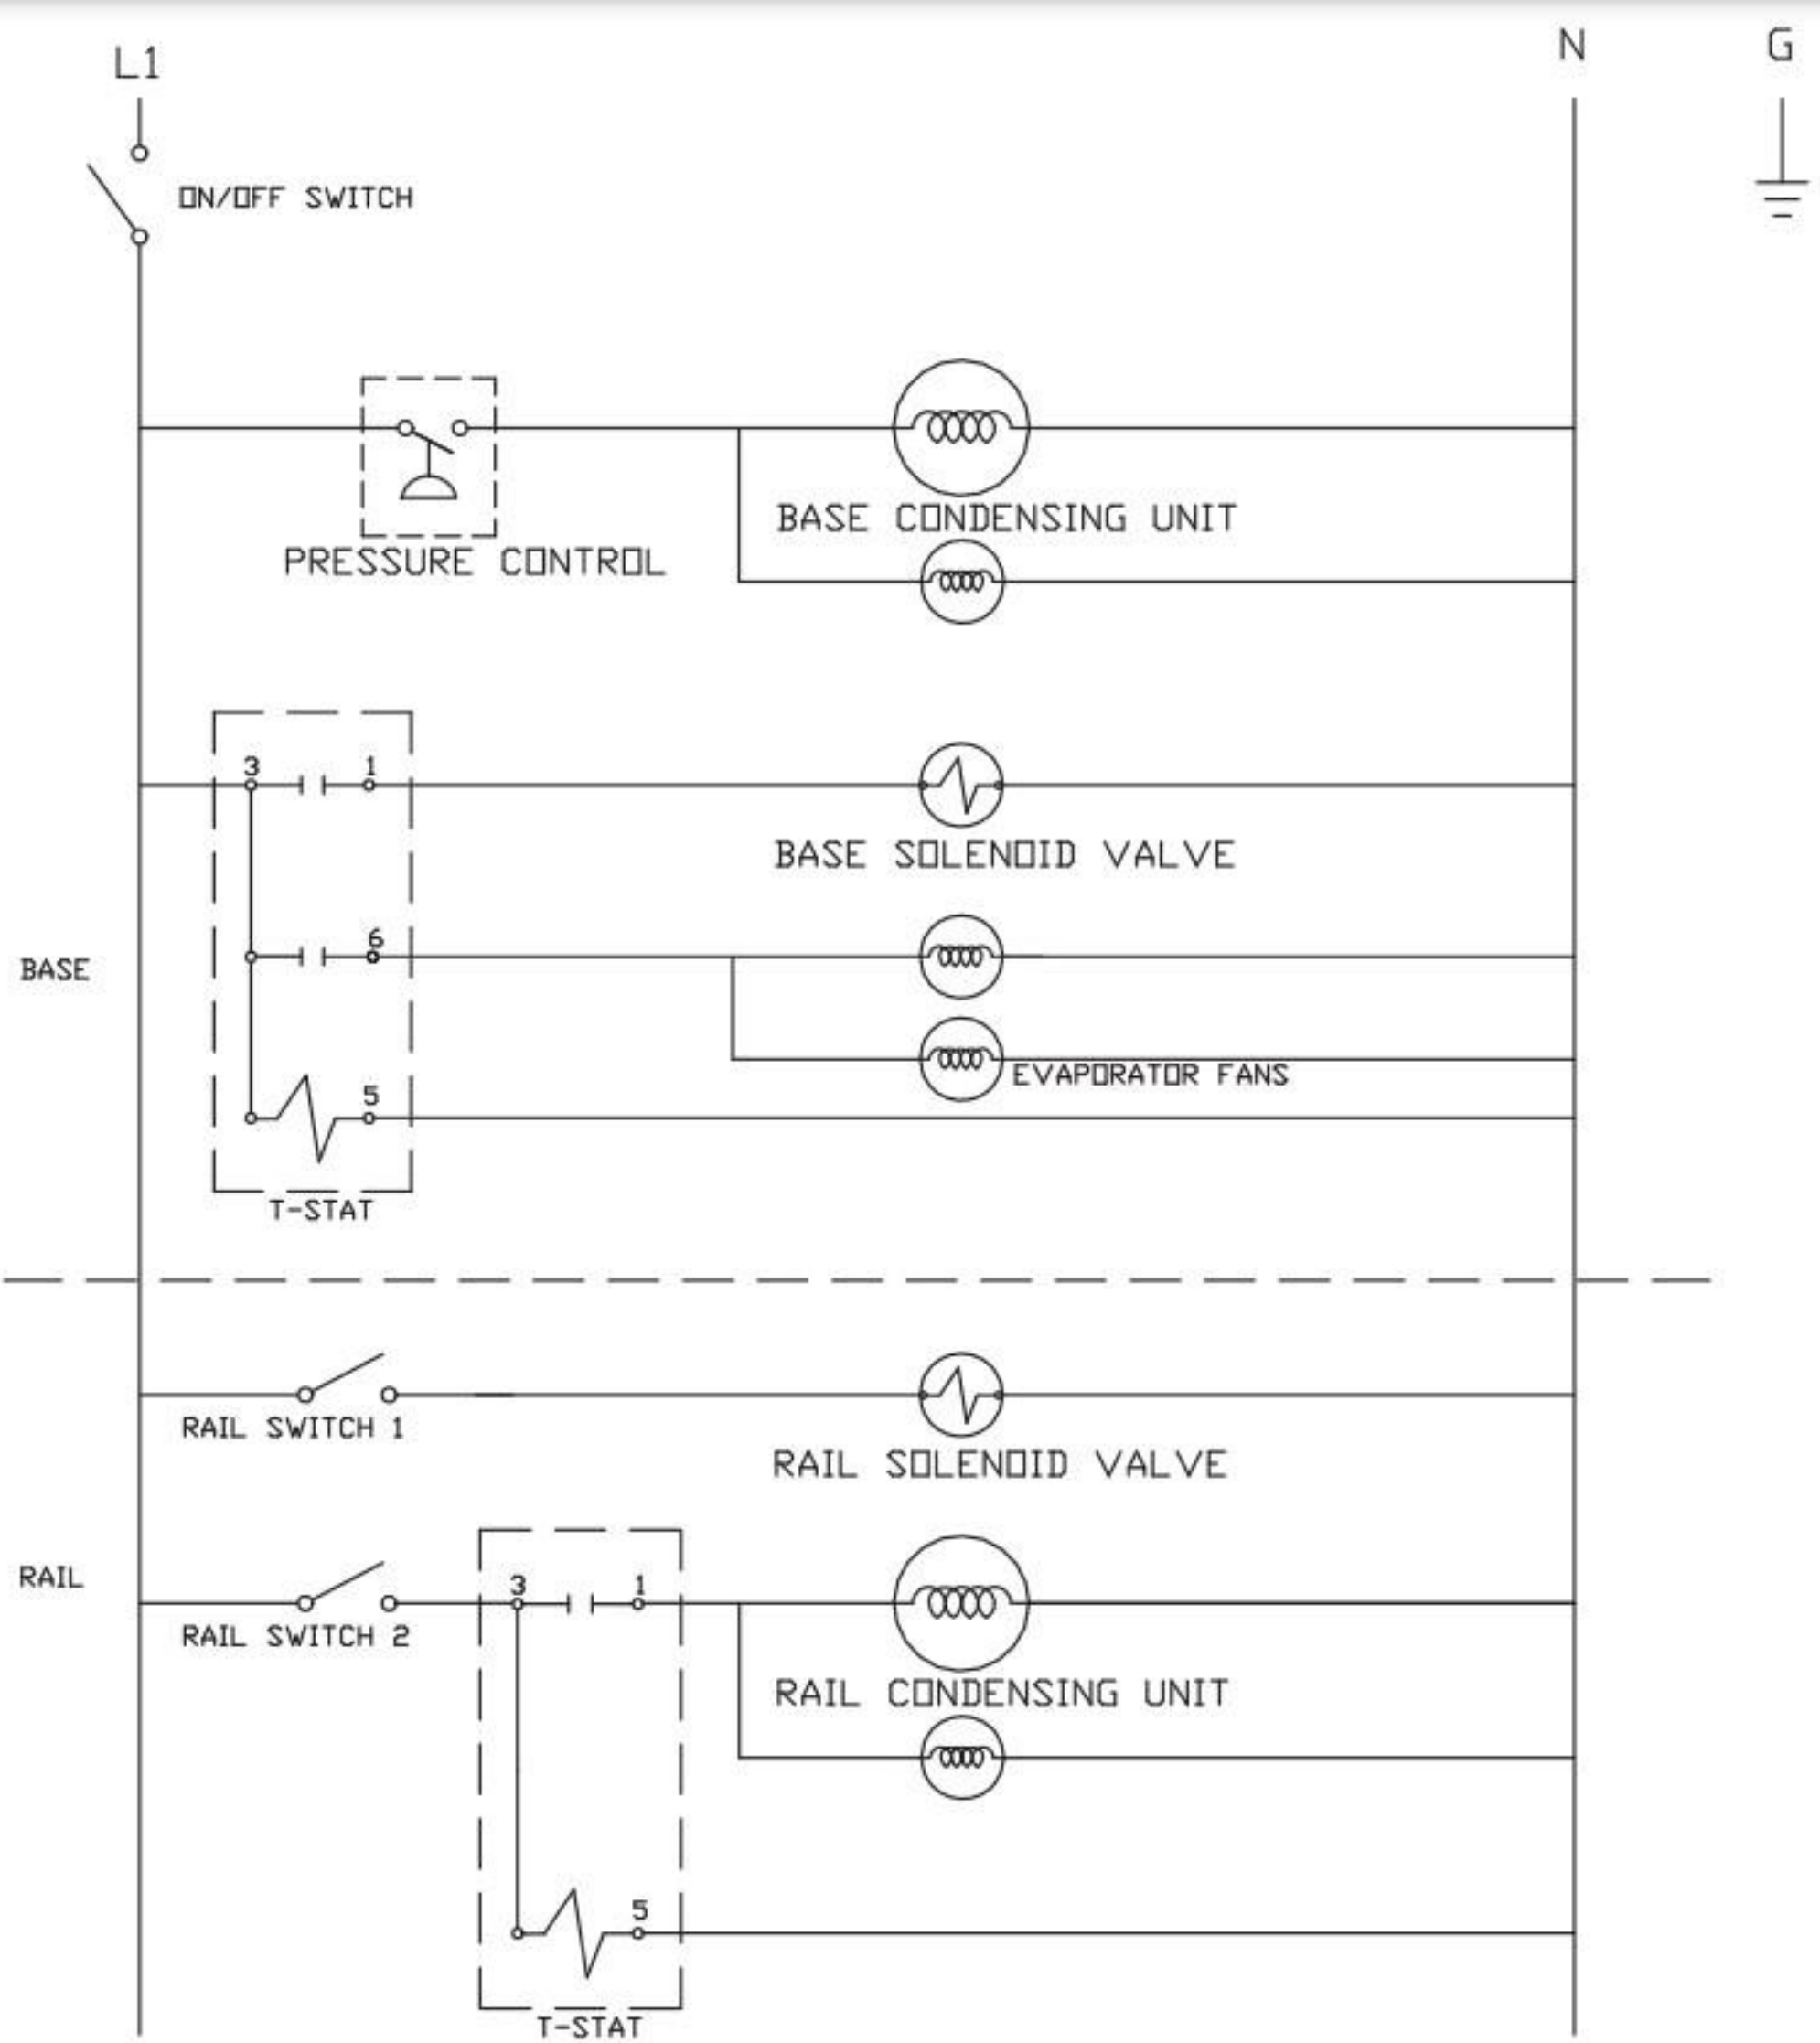 L1
N
G
ON/OFF SWITCH
PRESSURE CONTROL
BASE CONDENSING UNIT
3
1
BASE SOLENOID VALVE
6
BASE
EVAPORATOR FANS
5
T-STAT
RAIL SWITCH 1
RAIL SOLENOID VALVE
RAIL
3
1
RAIL SWITCH 2
RAIL CONDENSING UNIT
5
T-STAT